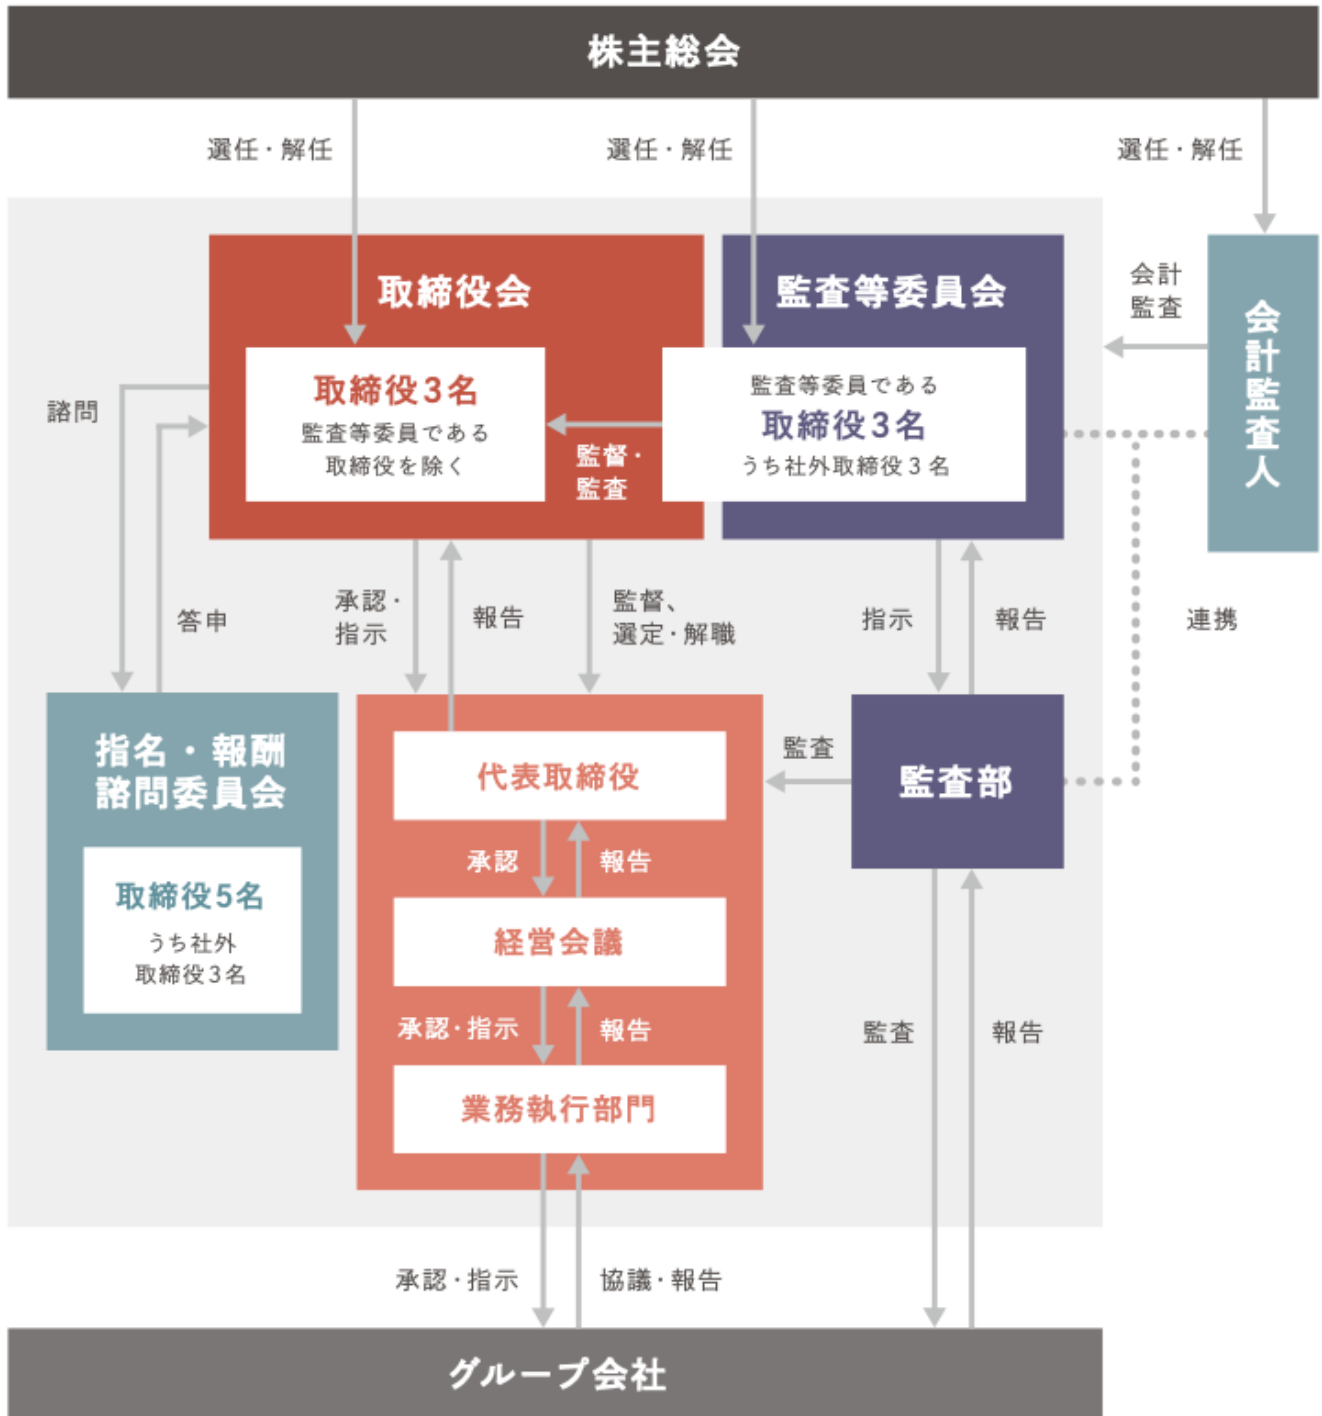 株主総会
選任・解任
選任・解任
選任・解任
取締役会
監査等委員会
会計
監査
会計監査人
取締役3名
監査等委員である
取締役を除く
監査等委員である
取締役3名
うち社外取締役3名
監督・
監査
諮問
答申
承認・
指示
報告
監督、
選定・解職
指示
報告
連携
指名・報酬
諮問委員会
取締役5名
うち社外
取締役3名
代表取締役
監査
監査部
承認
報告
経営会議
承認・指示
報告
業務執行部門
監査
報告
承認・指示
協議・報告
グループ会社